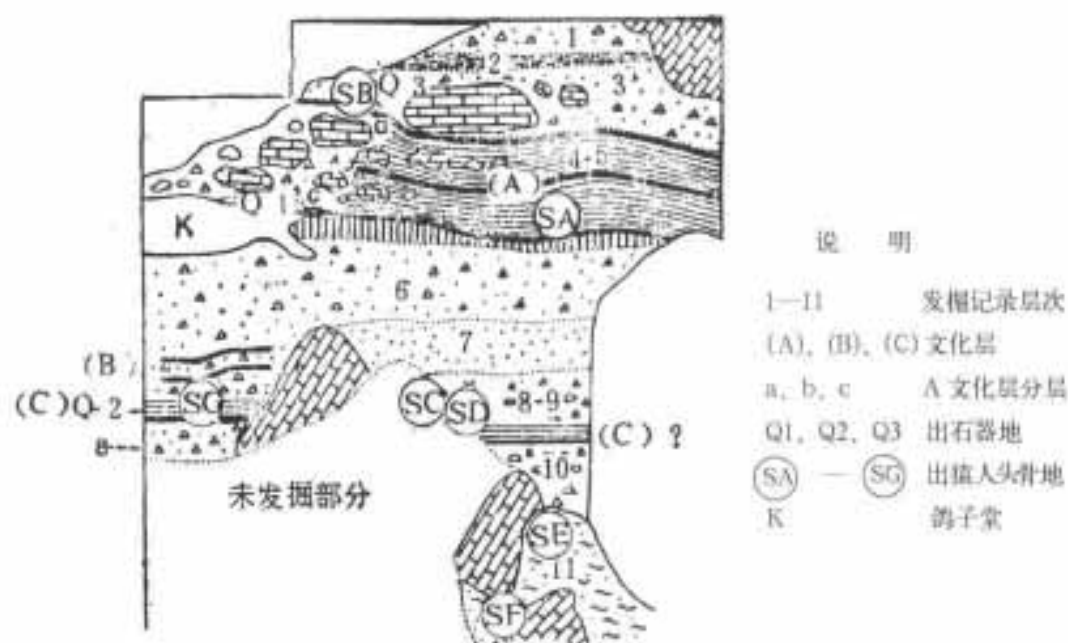 1
2
3
3
SB
Q
4-5
(A)
SA
Q
K
6
7
(B)
(C) Q-2
SG
SC
SD
8-9
(C) ?
8
10
未发掘部分
SE
11
SF
说 明
1—11 发掘记录层次
(A), (B), (C) 文化层
a, b, c A 文化层分层
Q1, Q2, Q3 出石器地
SA — SG 出猿人头骨地
K 鸽子堂